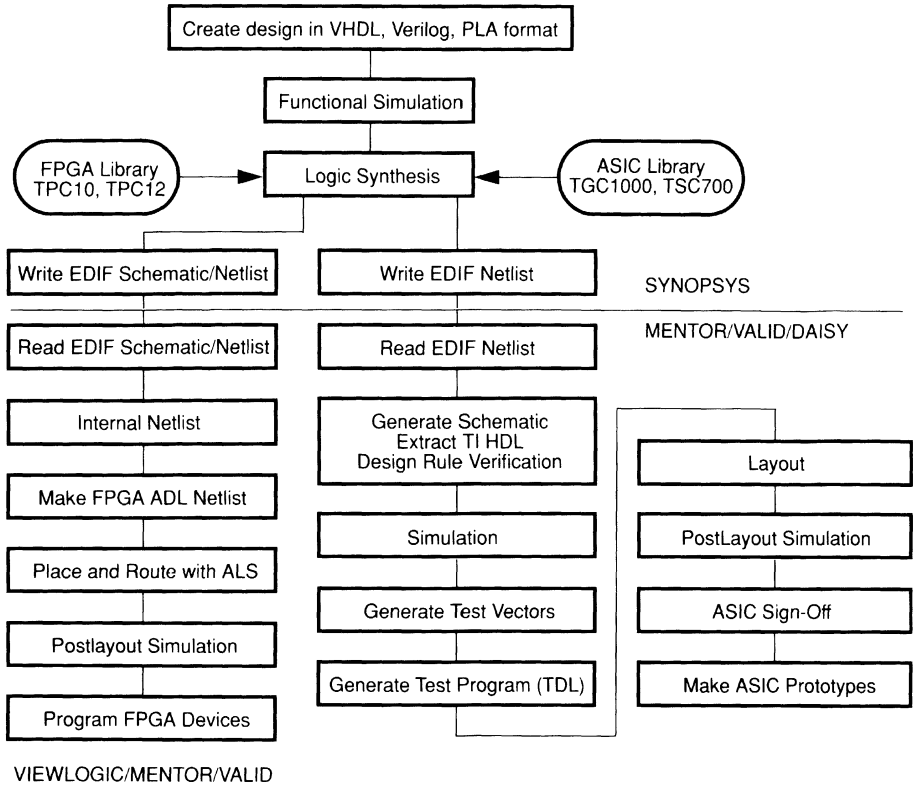 Create design in VHDL, Verilog, PLA format
Functional Simulation
FPGA Library
TPC10, TPC12
Logic Synthesis
ASIC Library
TGC1000, TSC700
Write EDIF Schematic/Netlist
Write EDIF Netlist
SYNOPSYS
MENTOR/VALID/DAISY
Read EDIF Schematic/Netlist
Internal Netlist
Make FPGA ADL Netlist
Place and Route with ALS
Postlayout Simulation
Program FPGA Devices
VIEWLOGIC/MENTOR/VALID
Read EDIF Netlist
Generate Schematic
Extract TI HDL
Design Rule Verification
Simulation
Generate Test Vectors
Generate Test Program (TDL)
Layout
PostLayout Simulation
ASIC Sign-Off
Make ASIC Prototypes